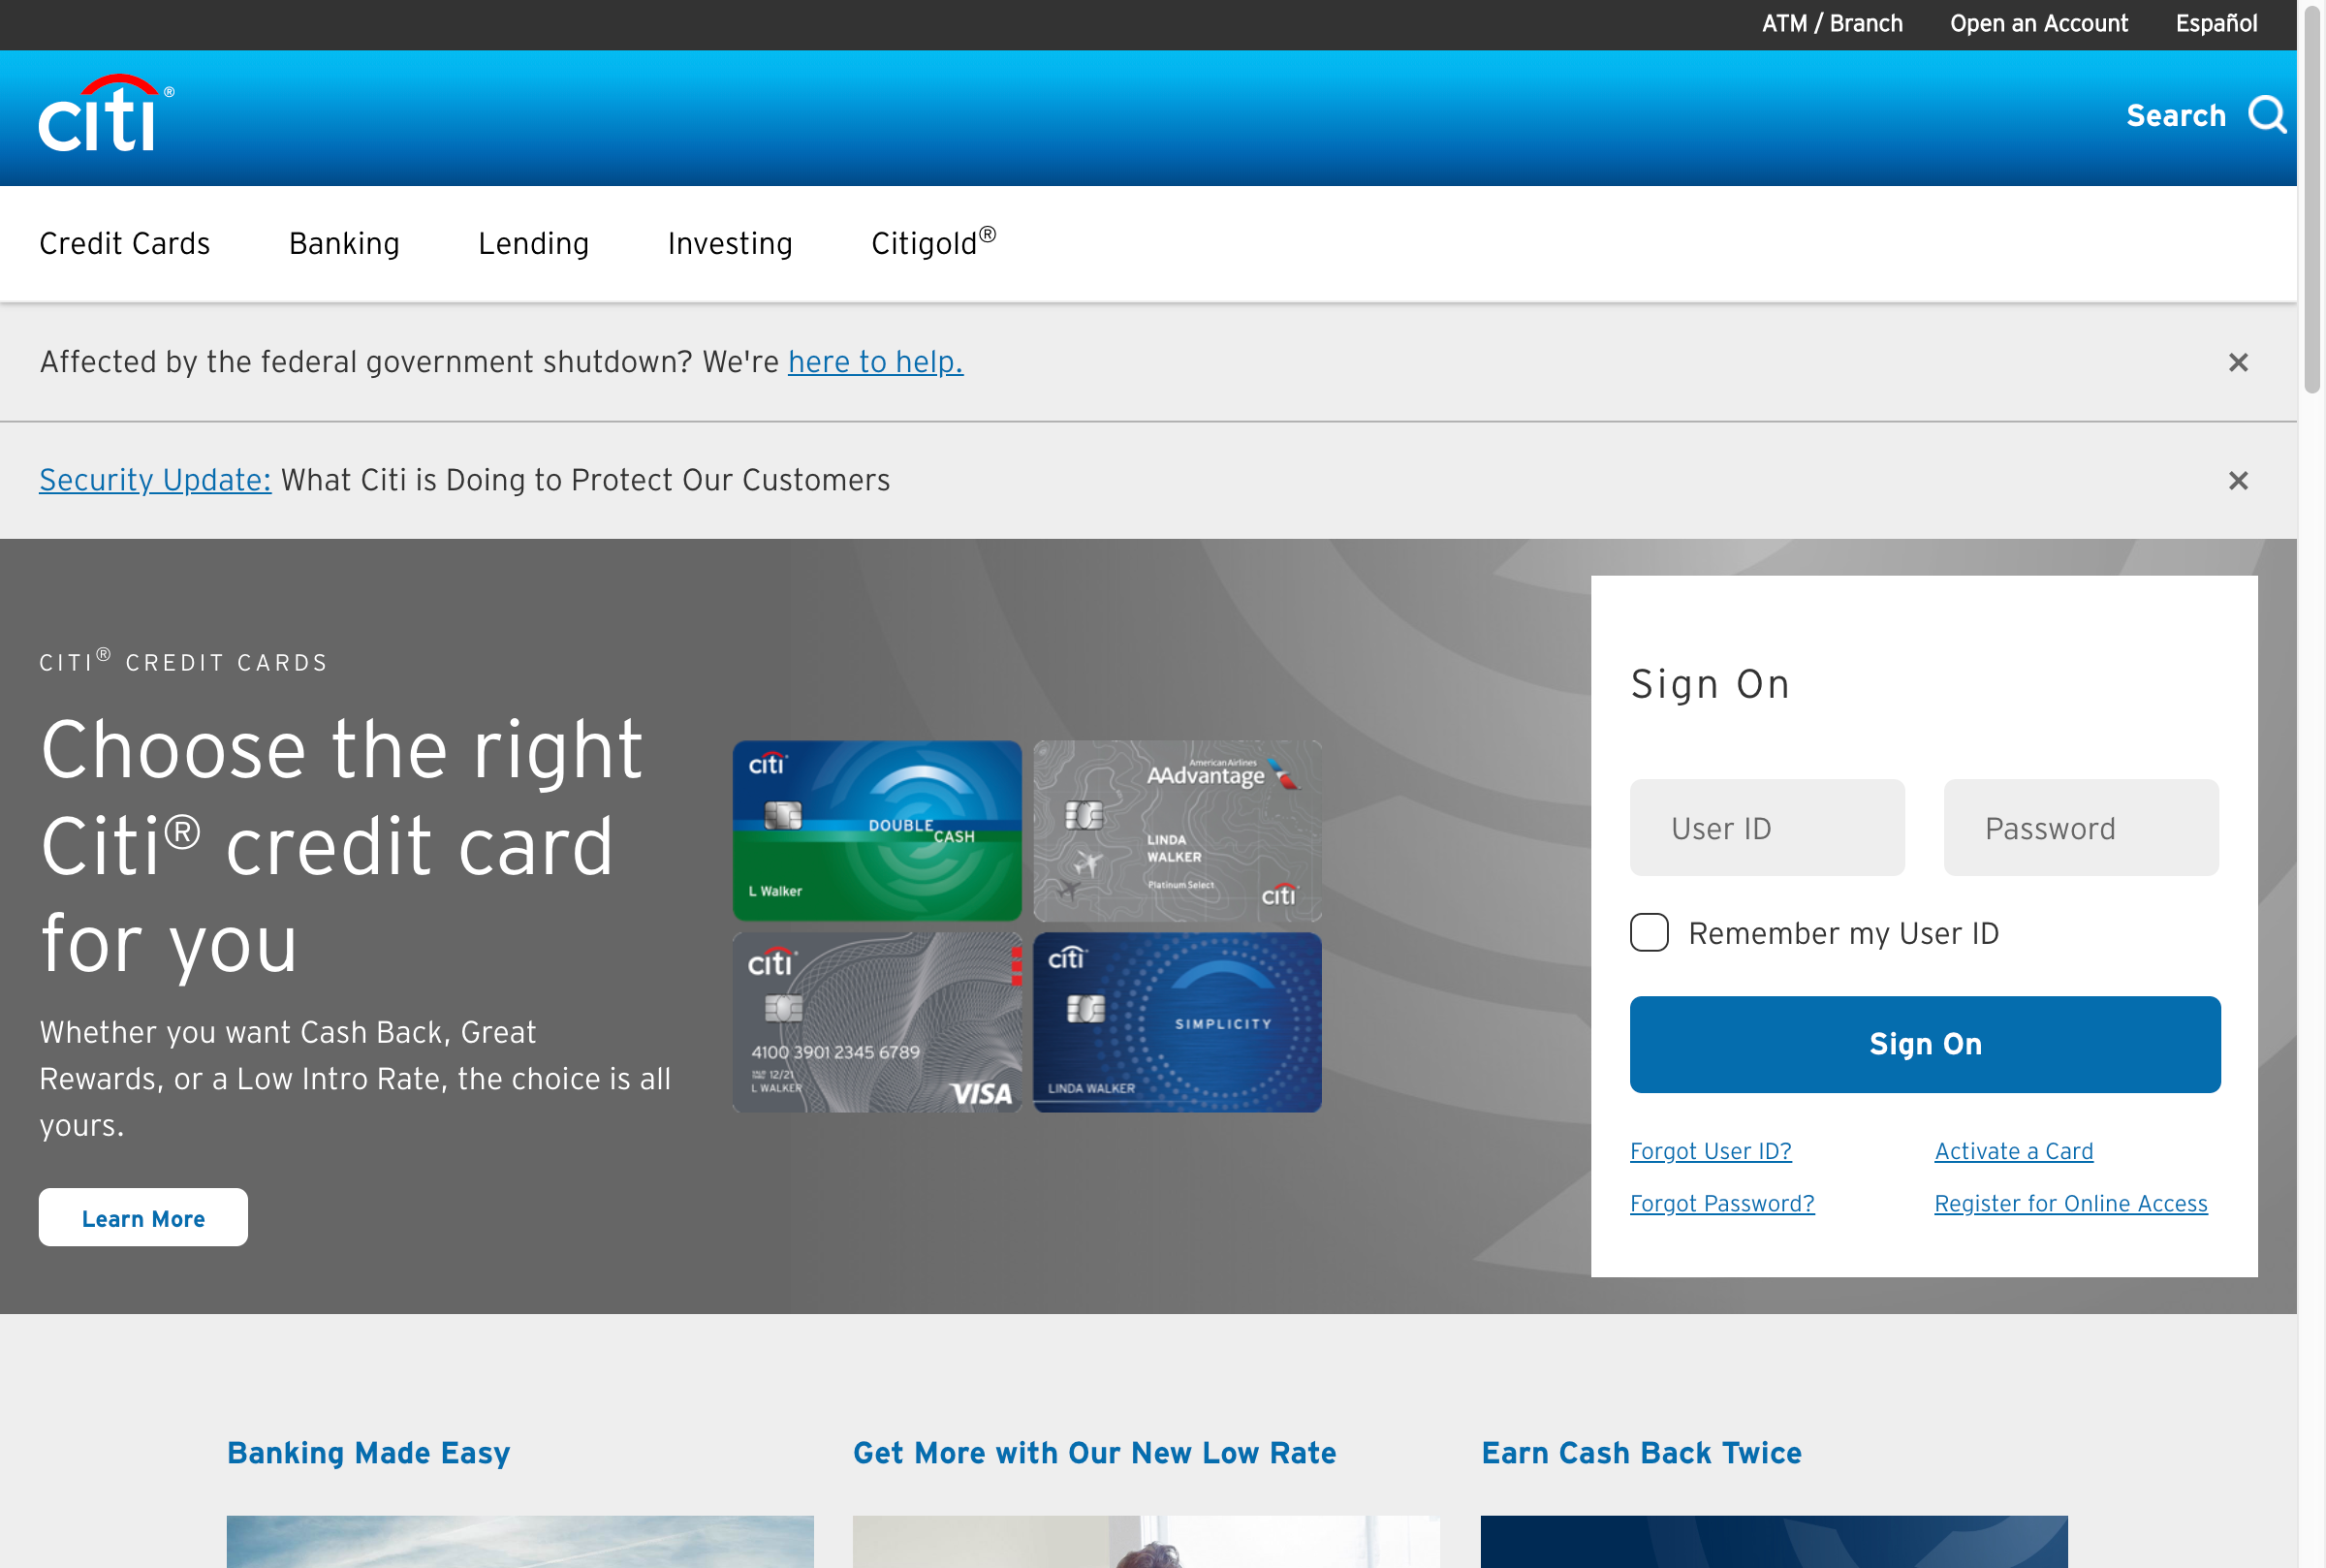 ATM / Branch
Open an Account
Español
citi®
Search
Credit Cards
Banking
Lending
Investing
Citigold®
Affected by the federal government shutdown? We're here to help.
Security Update: What Citi is Doing to Protect Our Customers
CITI® CREDIT CARDS
Choose the right
Citi® credit card
for you
Whether you want Cash Back, Great
Rewards, or a Low Intro Rate, the choice is all
yours.
Learn More
citi
DOUBLE
CASH
L Walker
American Airlines
AAdvantage
LINDA
WALKER
Platinum Select
citi
citi
4100 3901 2345 6789
12/21
L WALKER
VISA
citi
SIMPLICITY
LINDA WALKER
Sign On
User ID
Password
Remember my User ID
Sign On
Forgot User ID?
Activate a Card
Forgot Password?
Register for Online Access
Banking Made Easy
Get More with Our New Low Rate
Earn Cash Back Twice